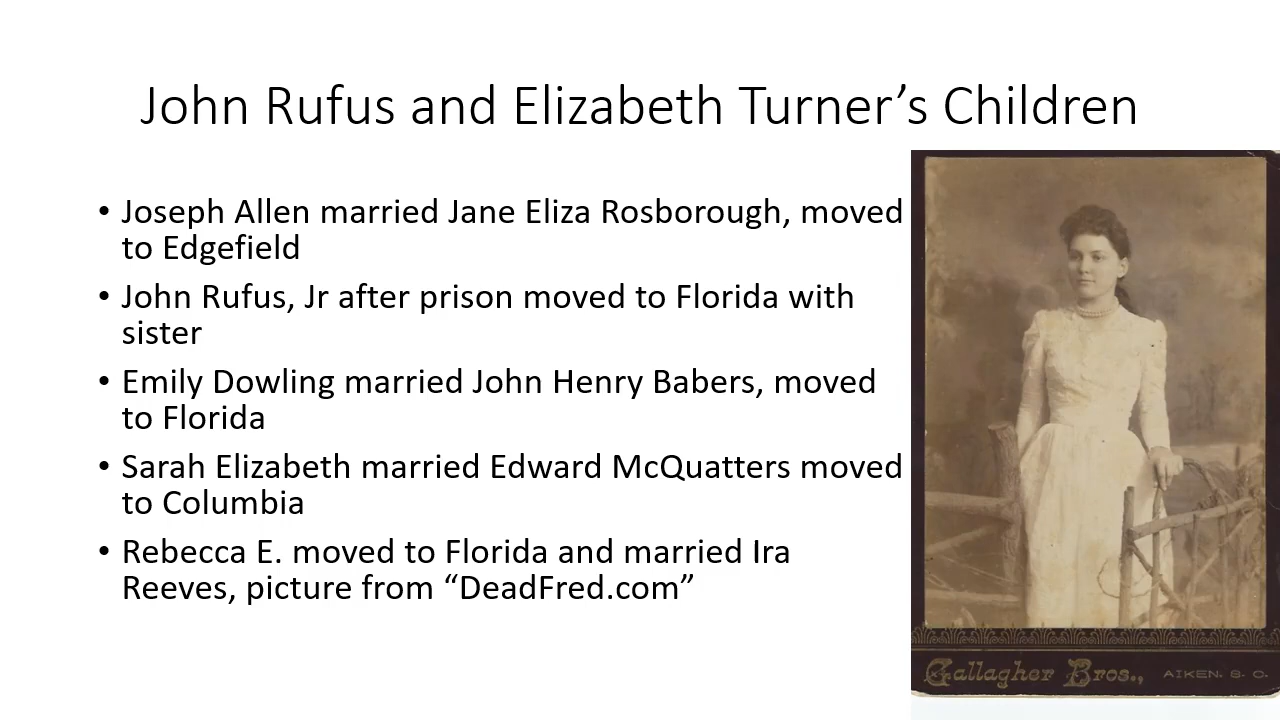 John Rufus and Elizabeth Turner’s Children
• Joseph Allen married Jane Eliza Rosborough, moved
to Edgefield
• John Rufus, Jr after prison moved to Florida with
sister
• Emily Dowling married John Henry Babers, moved
to Florida
• Sarah Elizabeth married Edward McQuatters moved
to Columbia
• Rebecca E. moved to Florida and married Ira
Reeves, picture from “DeadFred.com”
Gallagher Bros., AIKEN. S. C.